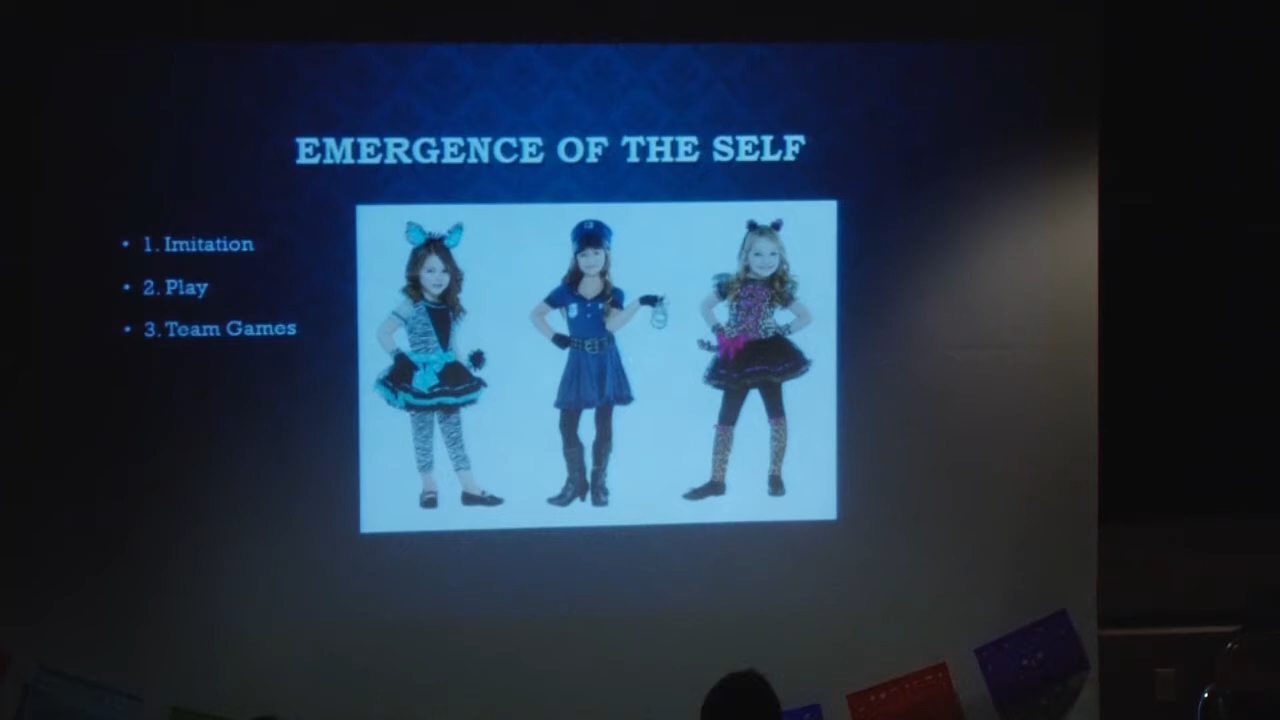 EMERGENCE OF THE SELF
• 1. Imitation
• 2. Play
• 3. Team Games